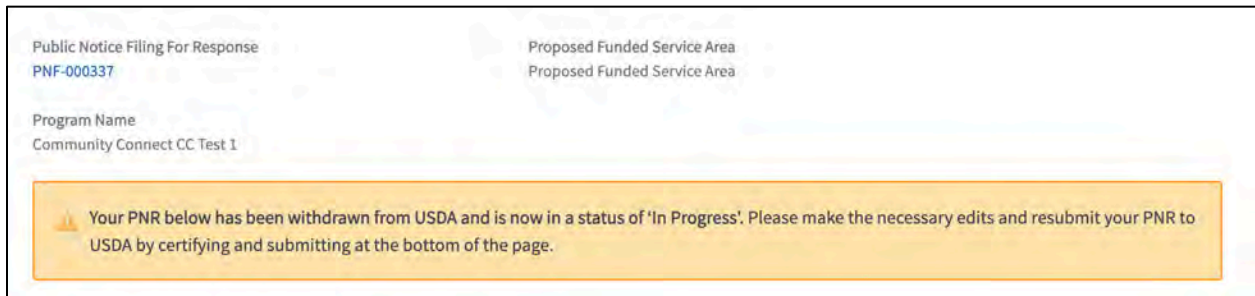 Public Notice Filing For Response
PNF-000337
Proposed Funded Service Area
Proposed Funded Service Area
Program Name
Community Connect CC Test 1
Your PNR below has been withdrawn from USDA and is now in a status of 'In Progress'. Please make the necessary edits and resubmit your PNR to
USDA by certifying and submitting at the bottom of the page.